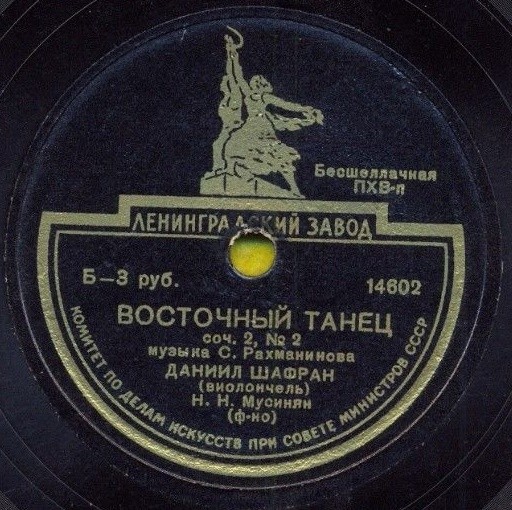 Бесшеллачная
ПХВ-п
ЛЕНИНГРАДСКИЙ ЗАВОД
Б—3 руб.
14602
ВОСТОЧНЫЙ ТАНЕЦ
соч. 2, № 2
музыка С. Рахманинова
ДАНИИЛ ШАФРАН
(виолончель)
Н. Н. Мусинян
(ф-но)
КОМИТЕТ ПО ДЕЛАМ ИСКУССТВ ПРИ СОВЕТЕ МИНИСТРОВ СССР